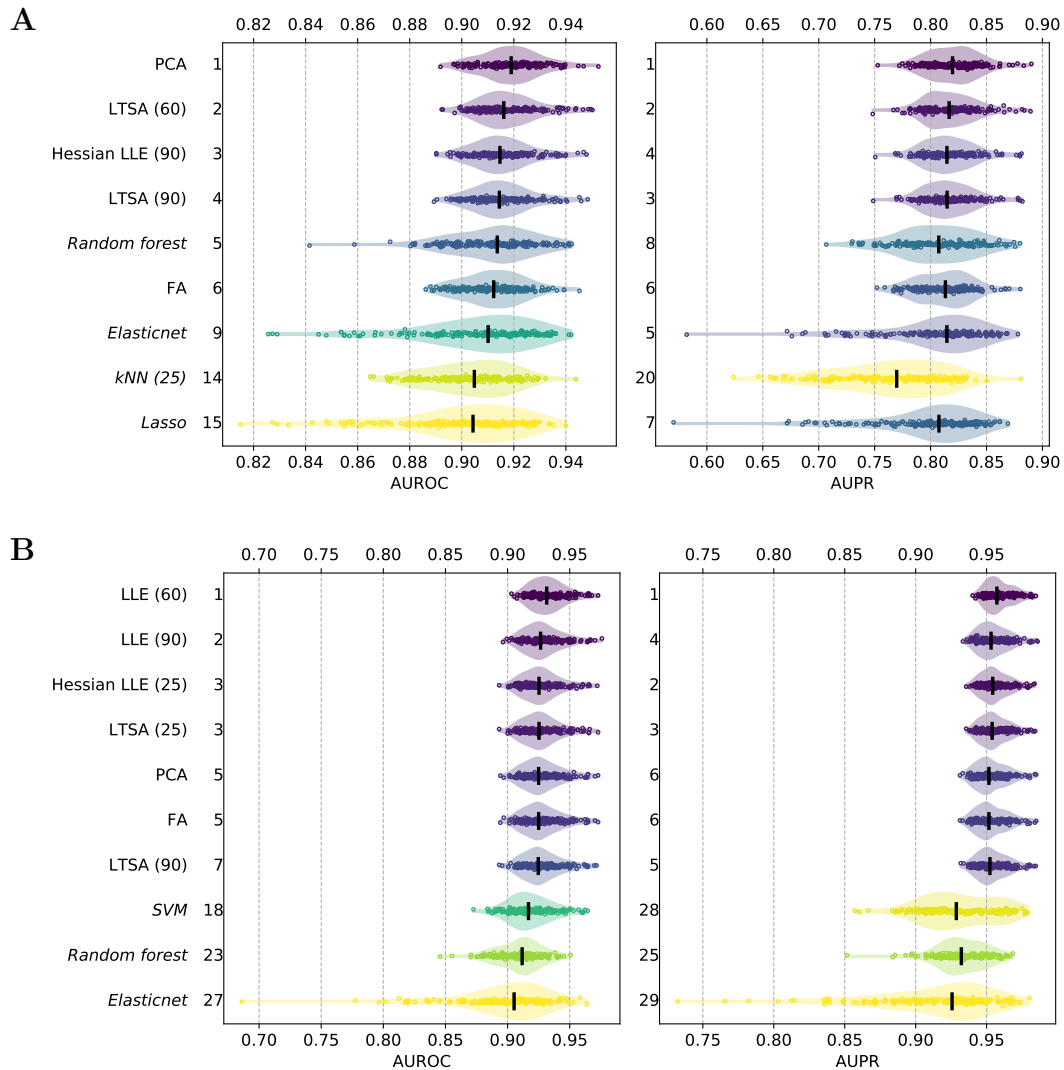 A
0.82 0.84 0.86 0.88 0.90 0.92 0.94 0.60 0.65 0.70 0.75 0.80 0.85 0.90
PCA 1 1
LTSA (60) 2 2
Hessian LLE (90) 3 4
LTSA (90) 4 3
Random forest 5 8
FA 6 6
Elasticnet 9 5
kNN (25) 14 20
Lasso 15 7
0.82 0.84 0.86 0.88 0.90 0.92 0.94 0.60 0.65 0.70 0.75 0.80 0.85 0.90
AUROC AUPR
B
0.70 0.75 0.80 0.85 0.90 0.95 0.75 0.80 0.85 0.90 0.95
LLE (60) 1 1
LLE (90) 2 4
Hessian LLE (25) 3 2
LTSA (25) 3 3
PCA 5 6
FA 5 6
LTSA (90) 7 5
SVM 18 28
Random forest 23 25
Elasticnet 27 29
0.70 0.75 0.80 0.85 0.90 0.95 0.75 0.80 0.85 0.90 0.95
AUROC AUPR